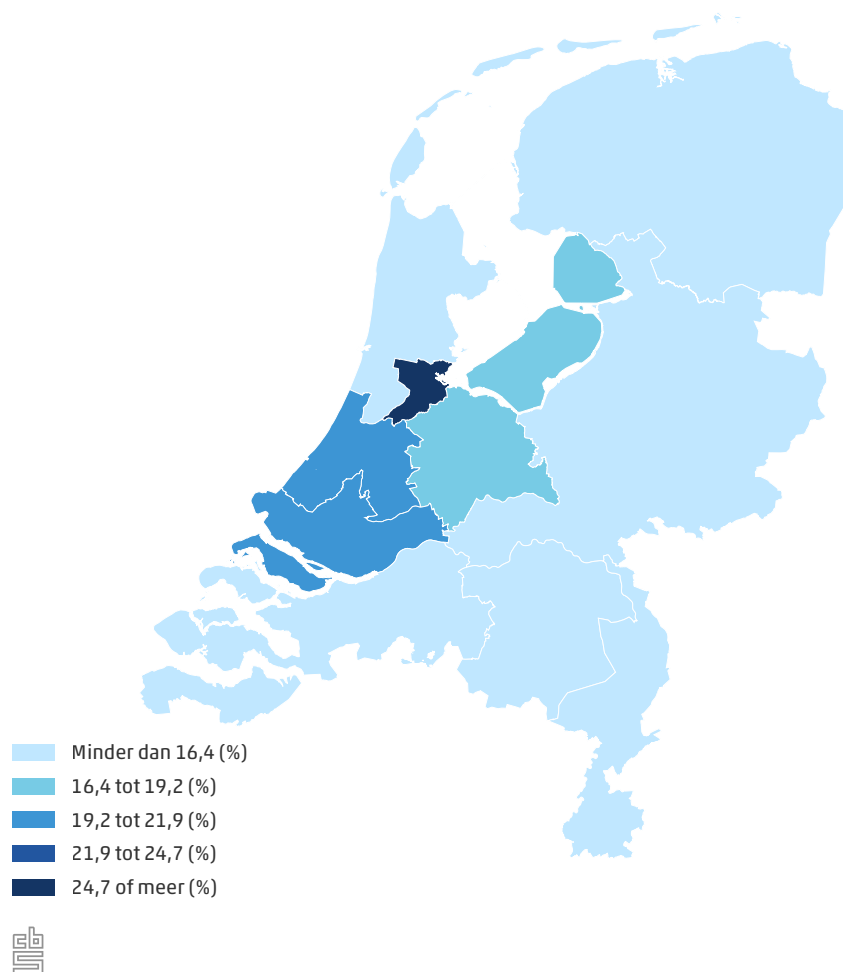 Minder dan 16,4 (%)
16,4 tot 19,2 (%)
19,2 tot 21,9 (%)
21,9 tot 24,7 (%)
24,7 of meer (%)
cbs